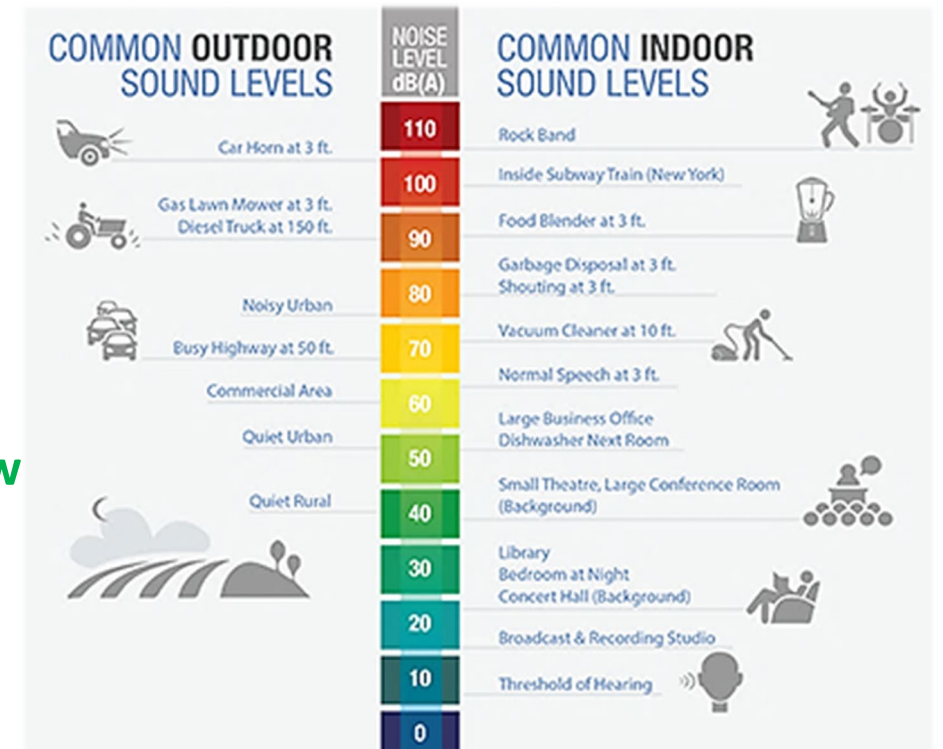 COMMON OUTDOOR
SOUND LEVELS
NOISE
LEVEL
dB(A)
COMMON INDOOR
SOUND LEVELS
110
100
90
80
70
60
50
40
30
20
10
0
Car Horn at 3 ft.
Gas Lawn Mower at 3 ft.
Diesel Truck at 150 ft.
Noisy Urban
Busy Highway at 50 ft.
Commercial Area
Quiet Urban
Quiet Rural
w
Rock Band
Inside Subway Train (New York)
Food Blender at 3 ft.
Garbage Disposal at 3 ft.
Shouting at 3 ft.
Vacuum Cleaner at 10 ft.
Normal Speech at 3 ft.
Large Business Office
Dishwasher Next Room
Small Theatre, Large Conference Room
(Background)
Library
Bedroom at Night
Concert Hall (Background)
Broadcast & Recording Studio
Threshold of Hearing